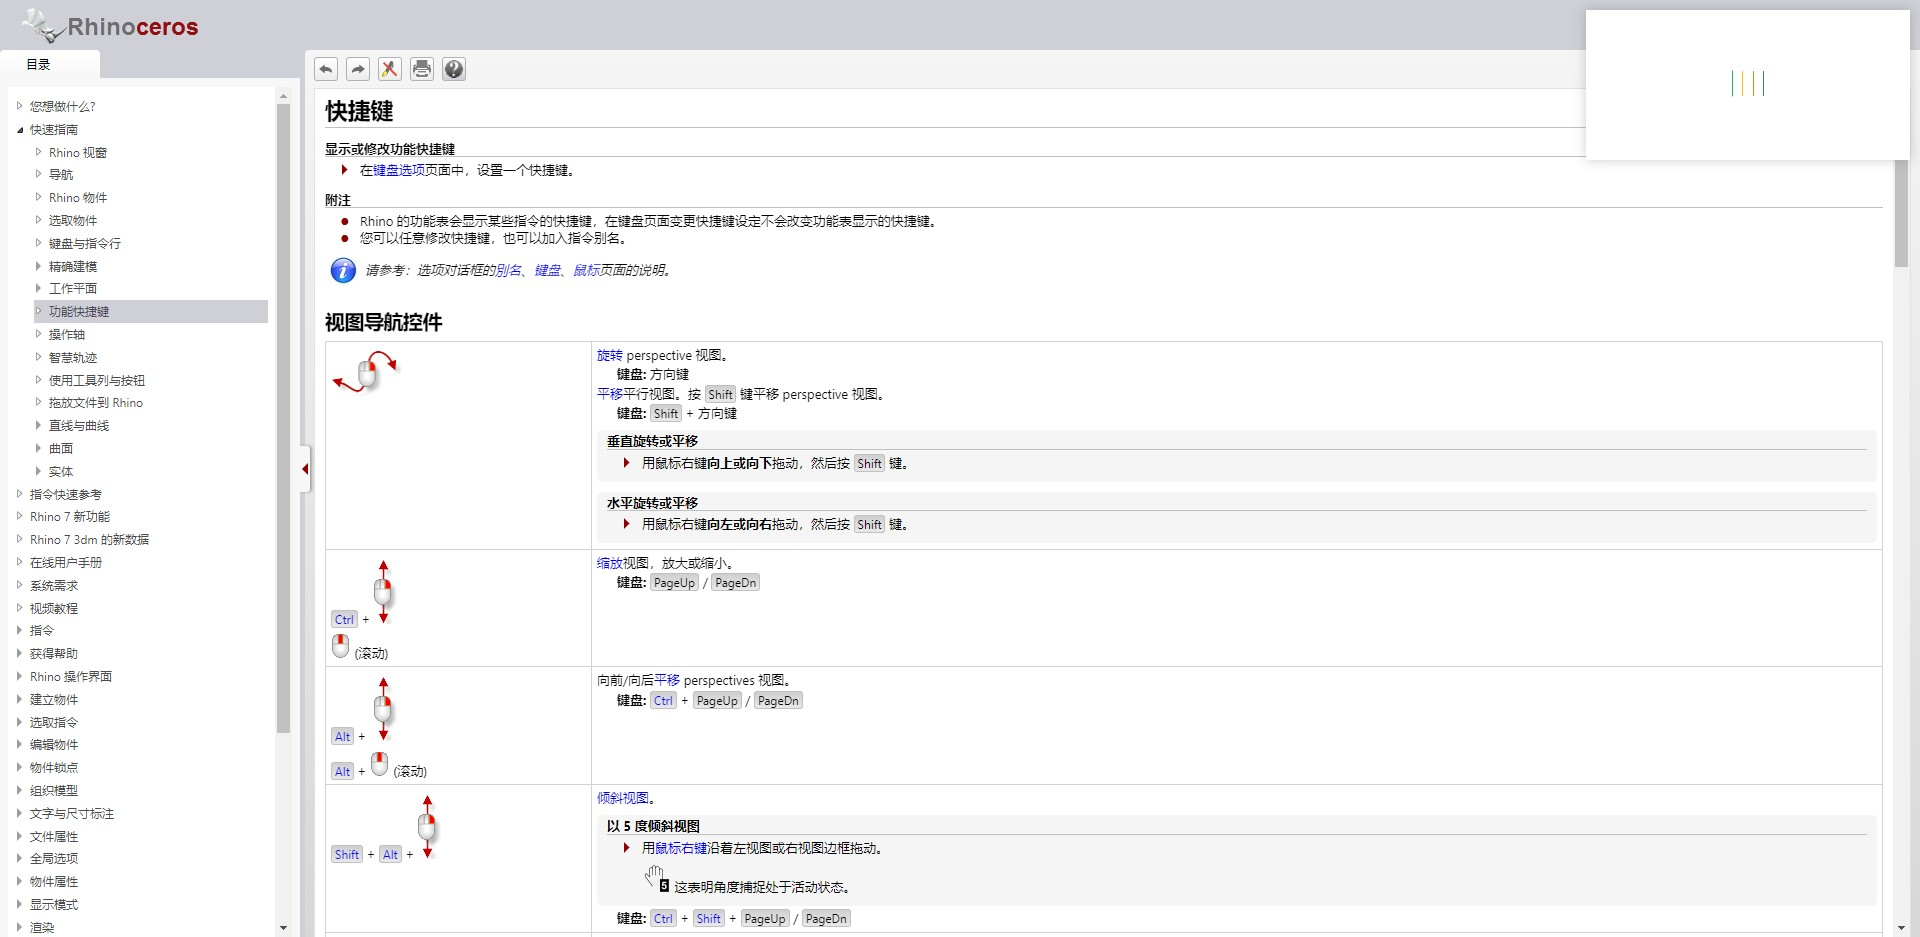 Rhinoceros
目录
您想做什么?
快速指南
Rhino 视窗
导航
Rhino 物件
选取物件
键盘与指令行
精确建模
工作平面
功能快捷键
操作轴
智慧轨迹
使用工具列与按钮
拖放文件到 Rhino
直线与曲线
曲面
实体
指令快速参考
Rhino 7 新功能
Rhino 7 3dm 的新数据
在线用户手册
系统需求
视频教程
指令
获得帮助
Rhino 操作界面
建立物件
选取指令
编辑物件
物件锁点
组织模型
文字与尺寸标注
文件属性
全局选项
物件属性
显示模式
渲染
快捷键
显示或修改功能快捷键
在键盘选项页面中，设置一个快捷键。
附注
Rhino 的功能表会显示某些指令的快捷键，在键盘页面变更快捷键设定不会改变功能表显示的快捷键。
您可以任意修改快捷键，也可以加入指令别名。
请参考：选项对话框的别名、键盘、鼠标页面的说明。
视图导航控件
旋转 perspective 视图。
键盘: 方向键
平移平行视图。按 Shift 键平移 perspective 视图。
键盘: Shift + 方向键
垂直旋转或平移
用鼠标右键向上或向下拖动，然后按 Shift 键。
水平旋转或平移
用鼠标右键向左或向右拖动，然后按 Shift 键。
Ctrl +
(滚动)
缩放视图，放大或缩小。
键盘: PageUp / PageDn
Alt +
Alt + (滚动)
向前/向后平移 perspectives 视图。
键盘: Ctrl + PageUp / PageDn
Shift + Alt +
倾斜视图。
以 5 度倾斜视图
用鼠标右键沿着左视图或右视图边框拖动。
5 这表明角度捕捉处于活动状态。
键盘: Ctrl + Shift + PageUp / PageDn